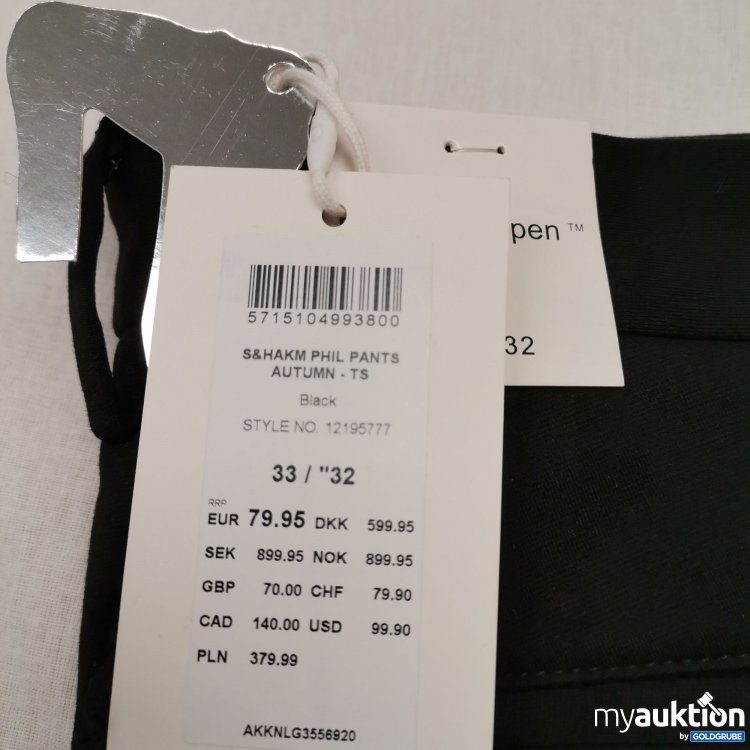 pen™
32
5715104993800
S&HAKM PHIL PANTS
AUTUMN - TS
Black
STYLE NO. 12195777
33 / "32
RRP
EUR 79.95 DKK 599.95
SEK 899.95 NOK 899.95
GBP 70.00 CHF 79.90
CAD 140.00 USD 99.90
PLN 379.99
AKKNLG3556920
myauktion
by GOLDGRUBE